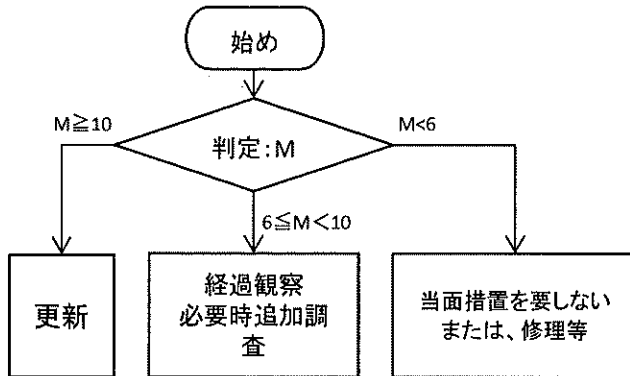 始め
M≧10
判定:M
M<6
6≦M<10
更新
経過観察
必要時追加調
査
当面措置を要しない
または、修理等